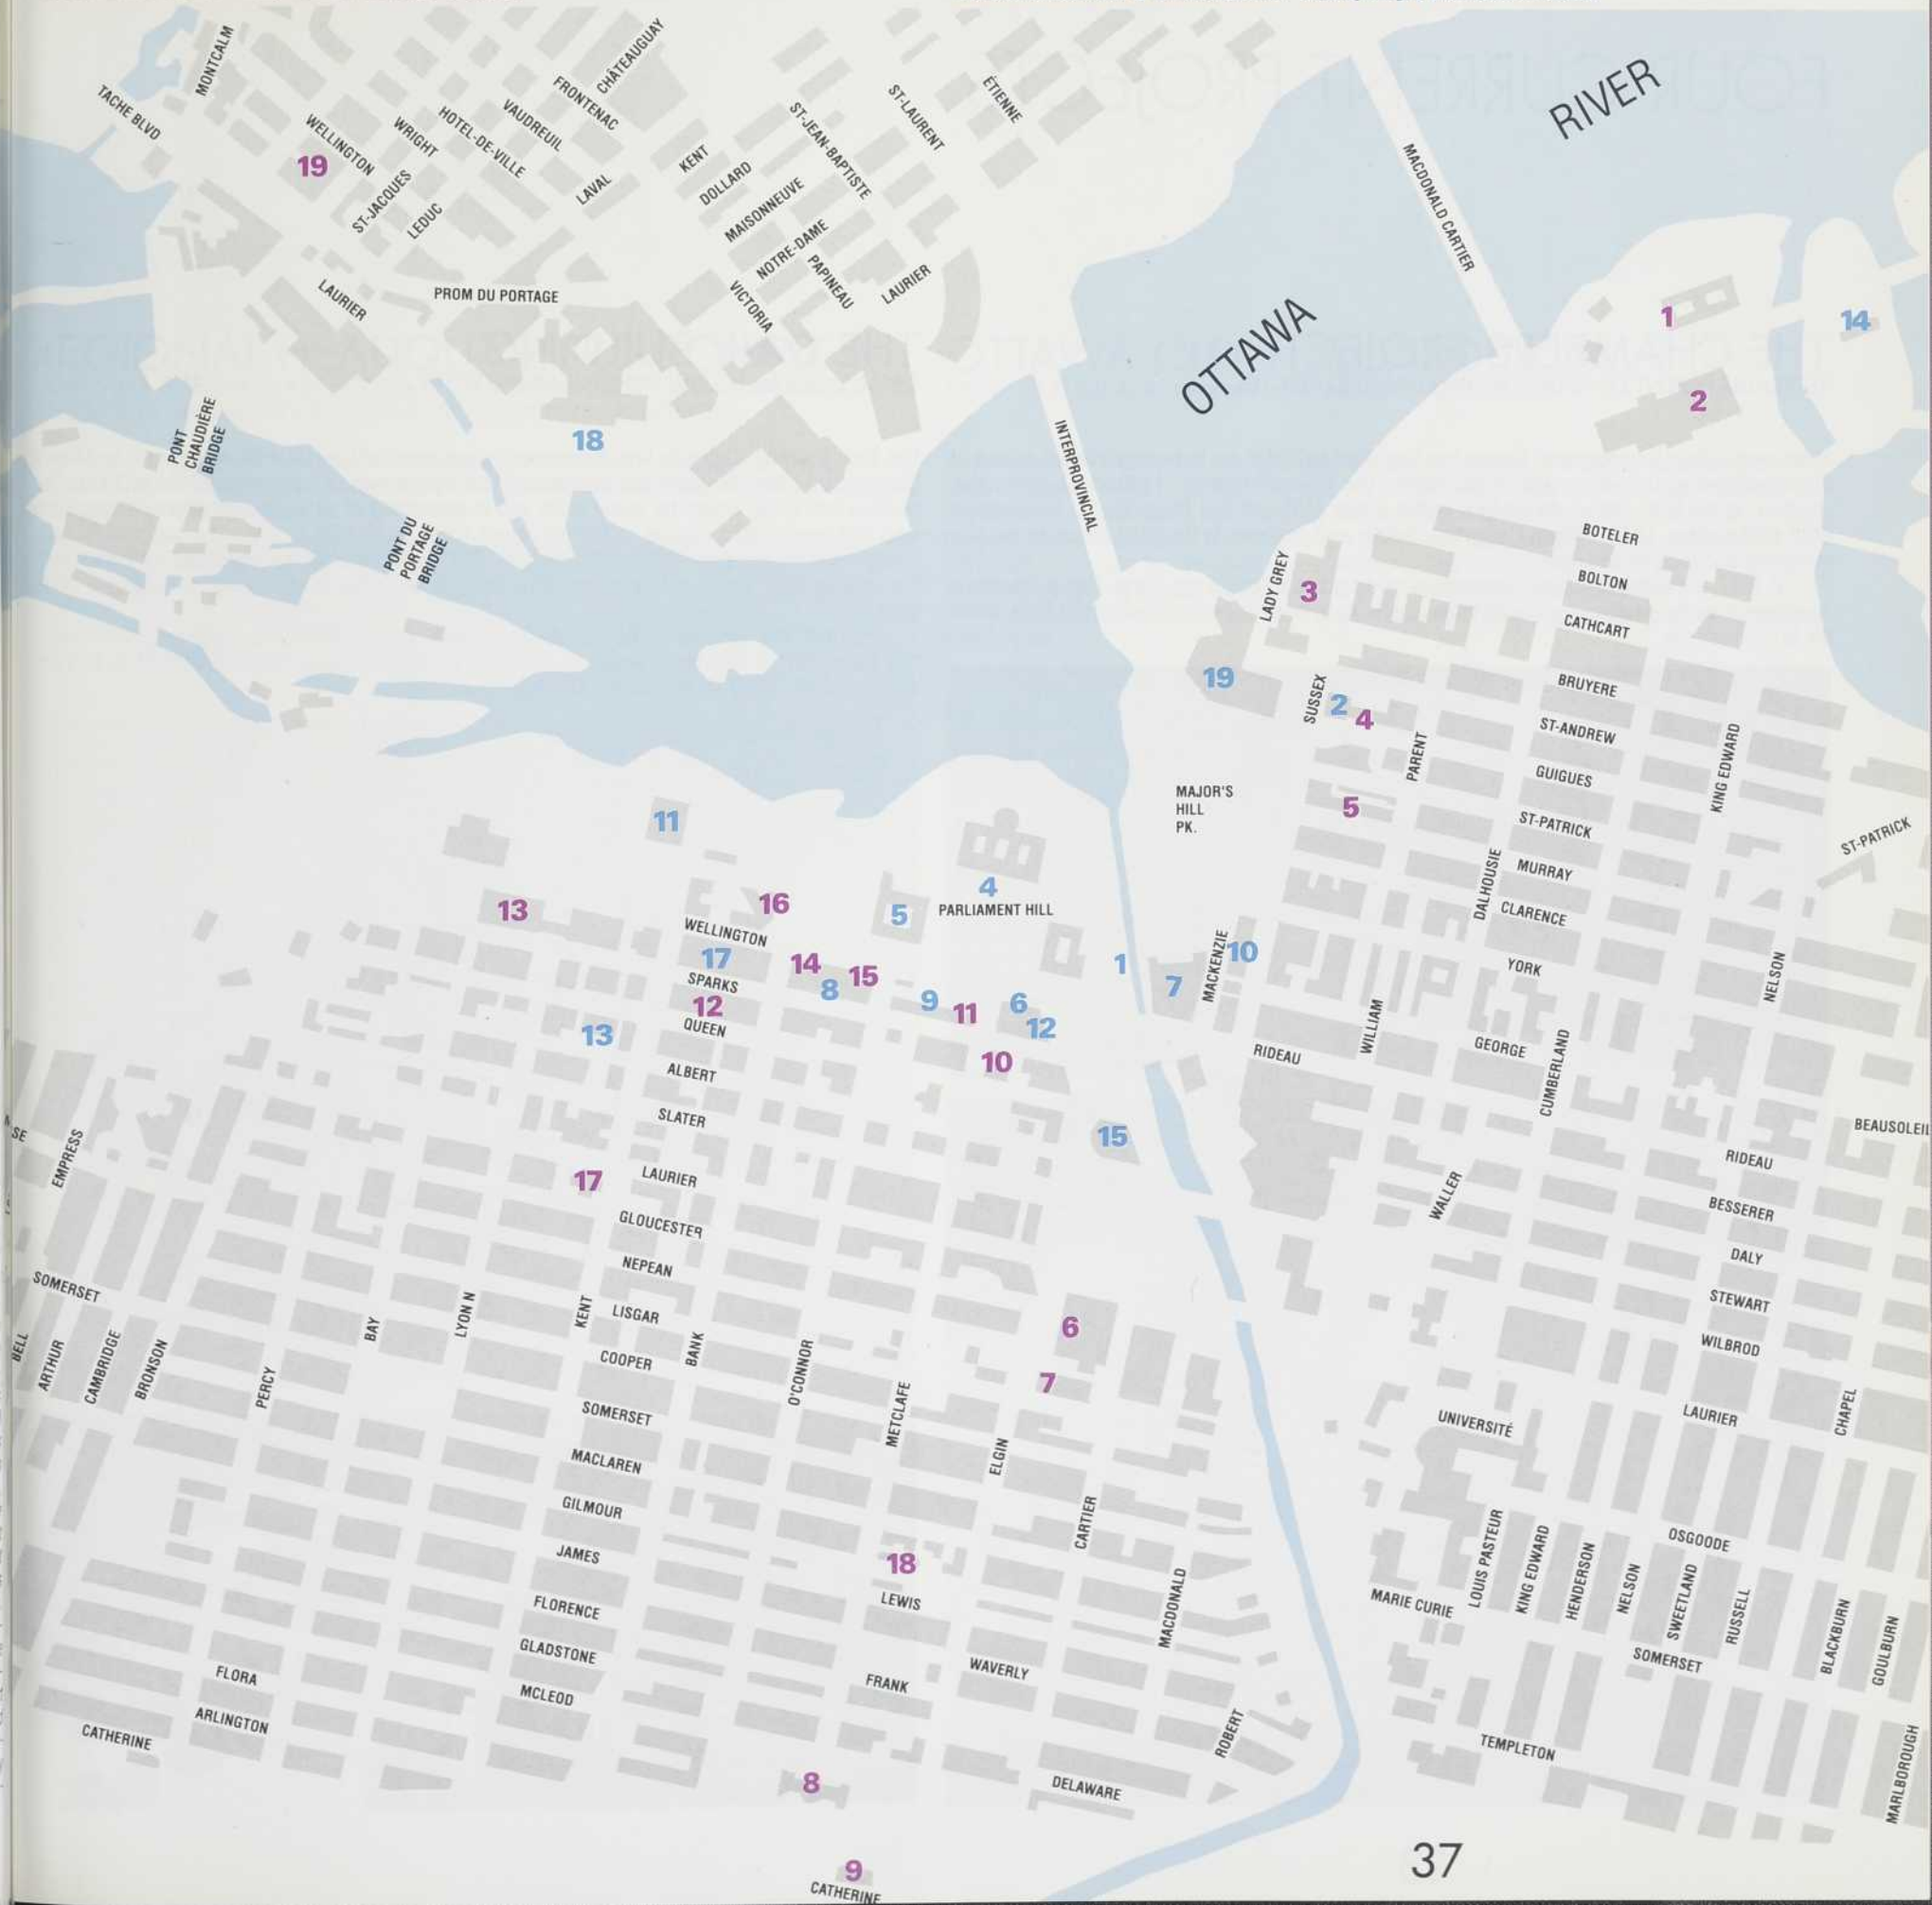 MONTCALM
TACHE BLVD
WELLINGTON
WRIGHT
HOTEL-DE-VILLE
VAUDREUIL
FRONTENAC
CHÂTEAUGUAY
19
ST-JACQUES
LEDUC
LAVAL
KENT
DOLLARD
MAISONNEUVE
NOTRE-DAME
ST-JEAN-BAPTISTE
ST-LAURENT
ÉTIENNE
PAPINEAU
VICTORIA
LAURIER
LAURIER
PROM DU PORTAGE
18
PONT
CHAUDIÈRE
BRIDGE
PONT DU
PORTAGE
BRIDGE
OTTAWA
RIVER
MACDONALD CARTIER
INTERPROVINCIAL
1
14
2
BOTELER
BOLTON
CATHCART
BRUYERE
ST-ANDREW
GUIGUES
ST-PATRICK
MURRAY
CLARENCE
YORK
GEORGE
LADY GREY
3
19
SUSSEX
2
4
PARENT
5
KING EDWARD
ST-PATRICK
DALHOUSIE
MAJOR'S
HILL
PK.
11
13
16
5
4
PARLIAMENT HILL
WELLINGTON
17
14
15
8
SPARKS
12
9
11
6
12
1
7
MACKENZIE
10
QUEEN
13
10
ALBERT
SLATER
15
RIDEAU
WILLIAM
CUMBERLAND
NELSON
BEAUSOLEIL
RIDEAU
BESSERER
DALY
STEWART
WILBROD
LAURIER
WALLER
CHAPEL
EMPRESS
17
LAURIER
GLOUCESTER
NEPEAN
LISGAR
COOPER
SOMERSET
MACLAREN
GILMOUR
JAMES
FLORENCE
GLADSTONE
MCLEOD
SOMERSET
BELL
ARTHUR
CAMBRIDGE
BRONSON
PERCY
BAY
LYON N
KENT
BANK
O'CONNOR
METCLAFE
ELGIN
CARTIER
MACDONALD
ROBERT
6
7
18
LEWIS
FRANK
WAVERLY
DELAWARE
FLORA
ARLINGTON
CATHERINE
8
9
CATHERINE
UNIVERSITÉ
OSGOODE
MARIE CURIE
LOUIS PASTEUR
KING EDWARD
HENDERSON
NELSON
SWEETLAND
RUSSELL
BLACKBURN
GOULBURN
SOMERSET
TEMPLETON
MARLBOROUGH
37